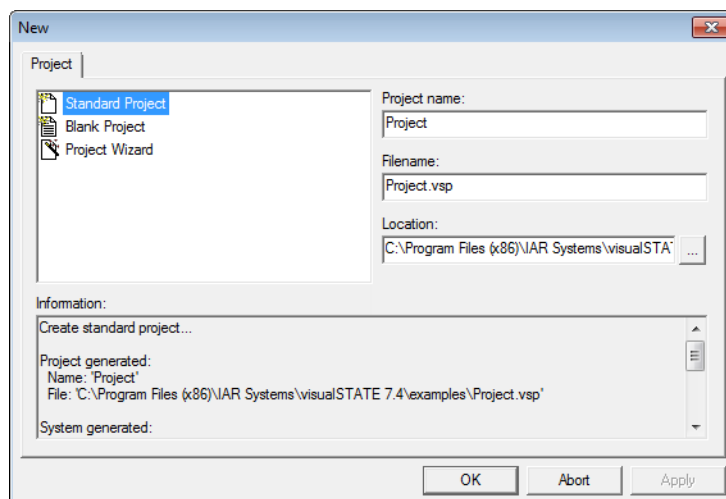 New
Project
Standard Project
Blank Project
Project Wizard
Project name:
Project
Filename:
Project.vsp
Location:
C:\Program Files (x86)\IAR Systems\visualSTA
...
Information:
Create standard project...
Project generated:
Name: 'Project'
File: 'C:\Program Files (x86)\IAR Systems\visualSTATE 7.4\examples\Project.vsp'
System generated:
OK
Abort
Apply